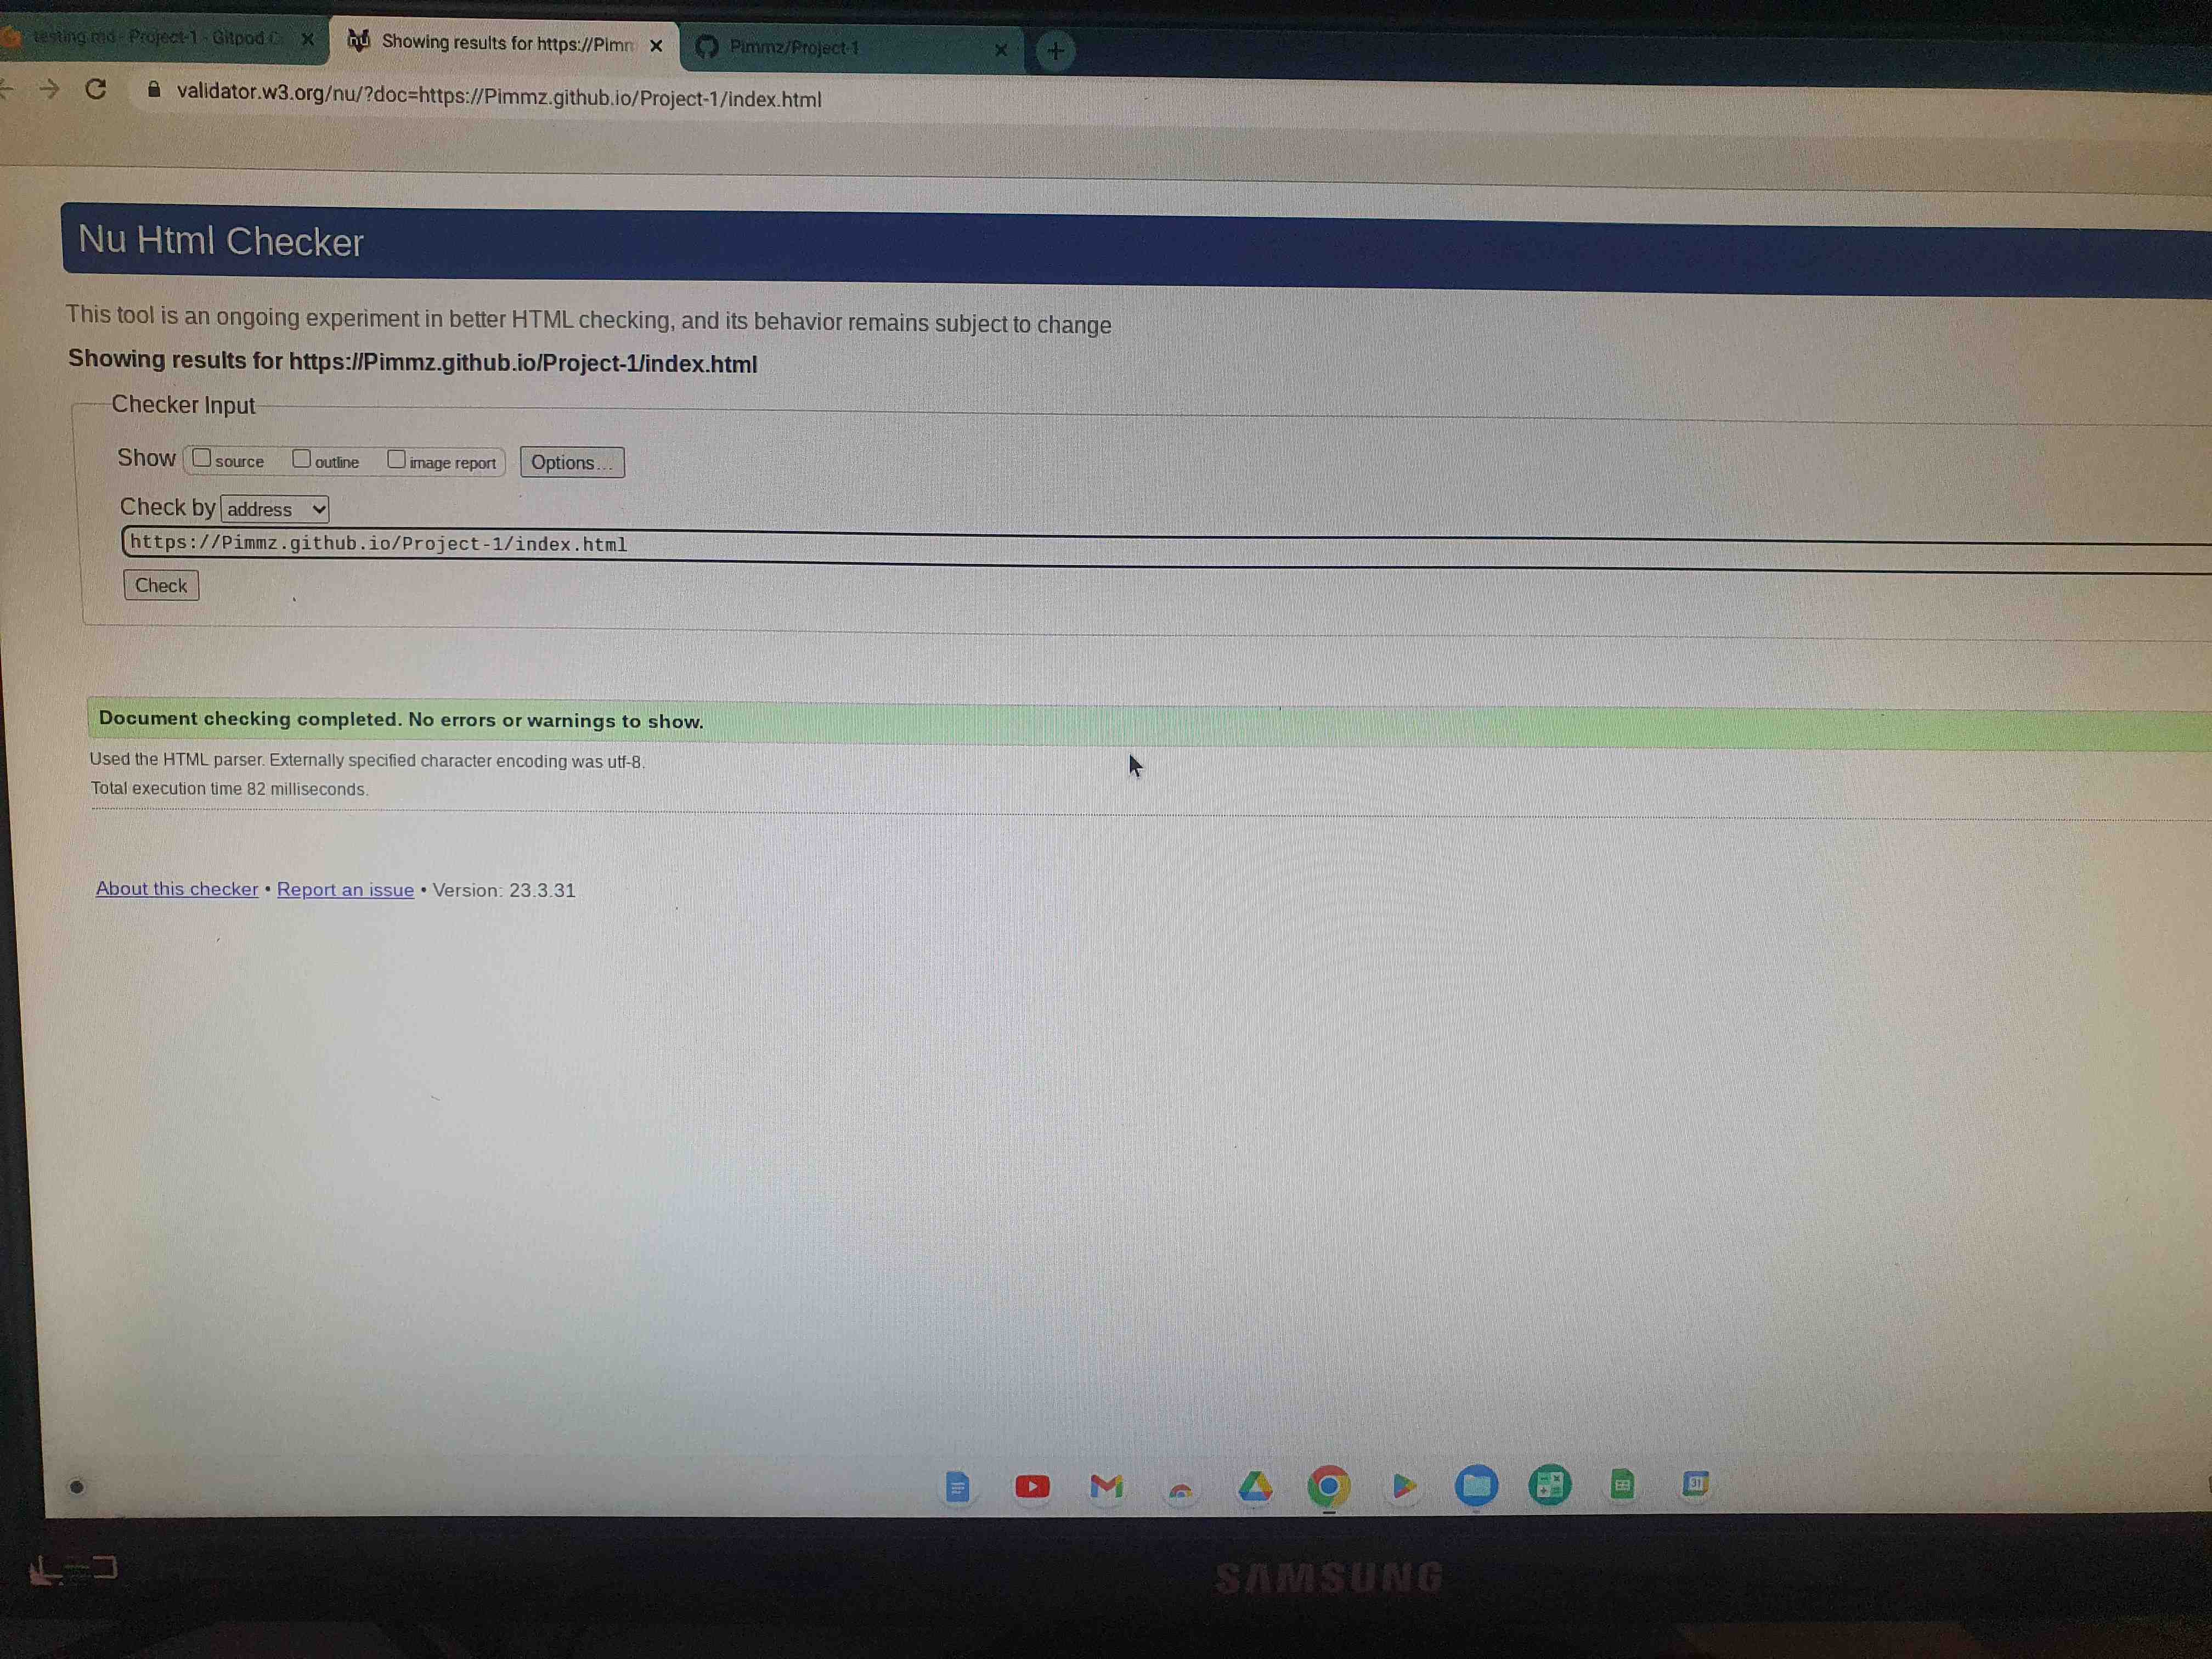 testing.md - Project-1 - Gitpod C
Showing results for https://Pimm
Pimmz/Project-1
validator.w3.org/nu/?doc=https://Pimmz.github.io/Project-1/index.html
Nu Html Checker
This tool is an ongoing experiment in better HTML checking, and its behavior remains subject to change
Showing results for https://Pimmz.github.io/Project-1/index.html
Checker Input
Show source outline image report Options...
Check by address
https://Pimmz.github.io/Project-1/index.html
Check
Document checking completed. No errors or warnings to show.
Used the HTML parser. Externally specified character encoding was utf-8.
Total execution time 82 milliseconds.
About this checker • Report an issue • Version: 23.3.31
31
SAMSUNG